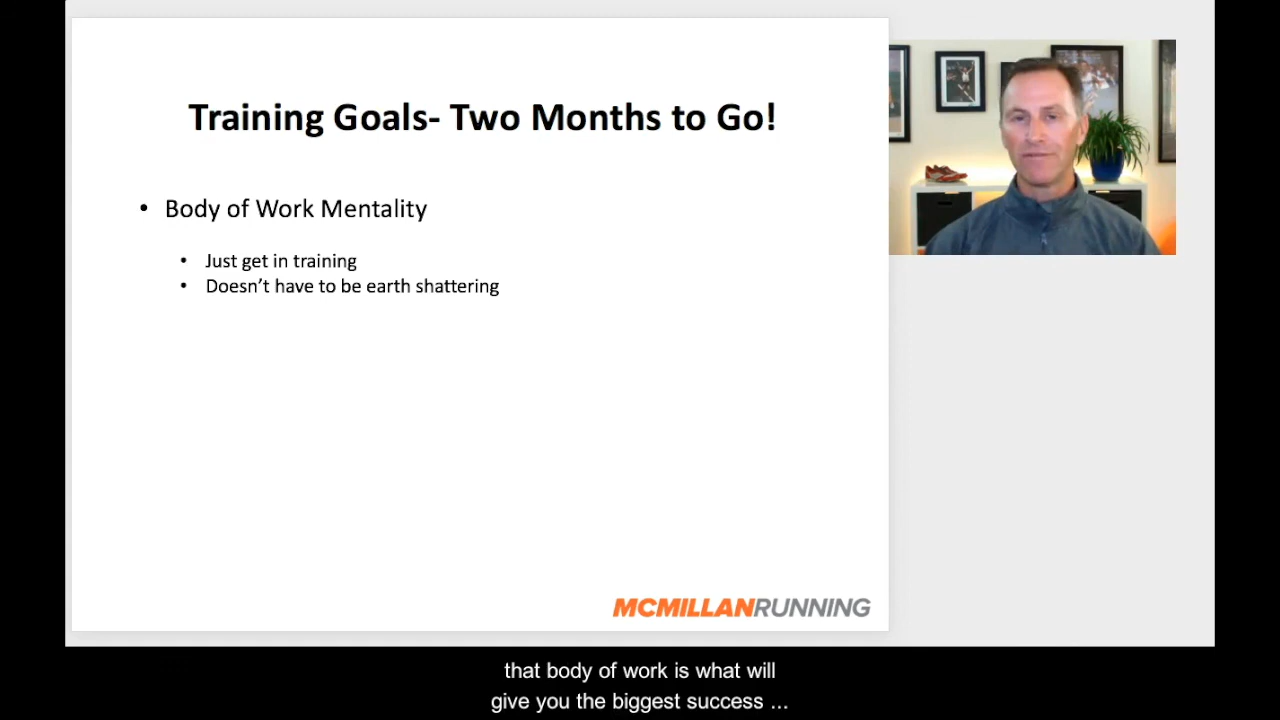 Training Goals- Two Months to Go!
• Body of Work Mentality
• Just get in training
• Doesn't have to be earth shattering
MCMILLANRUNNING
that body of work is what will
give you the biggest success ...